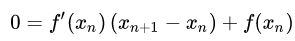 0 = f′(xₙ) (xₙ₊₁ − xₙ) + f(xₙ)